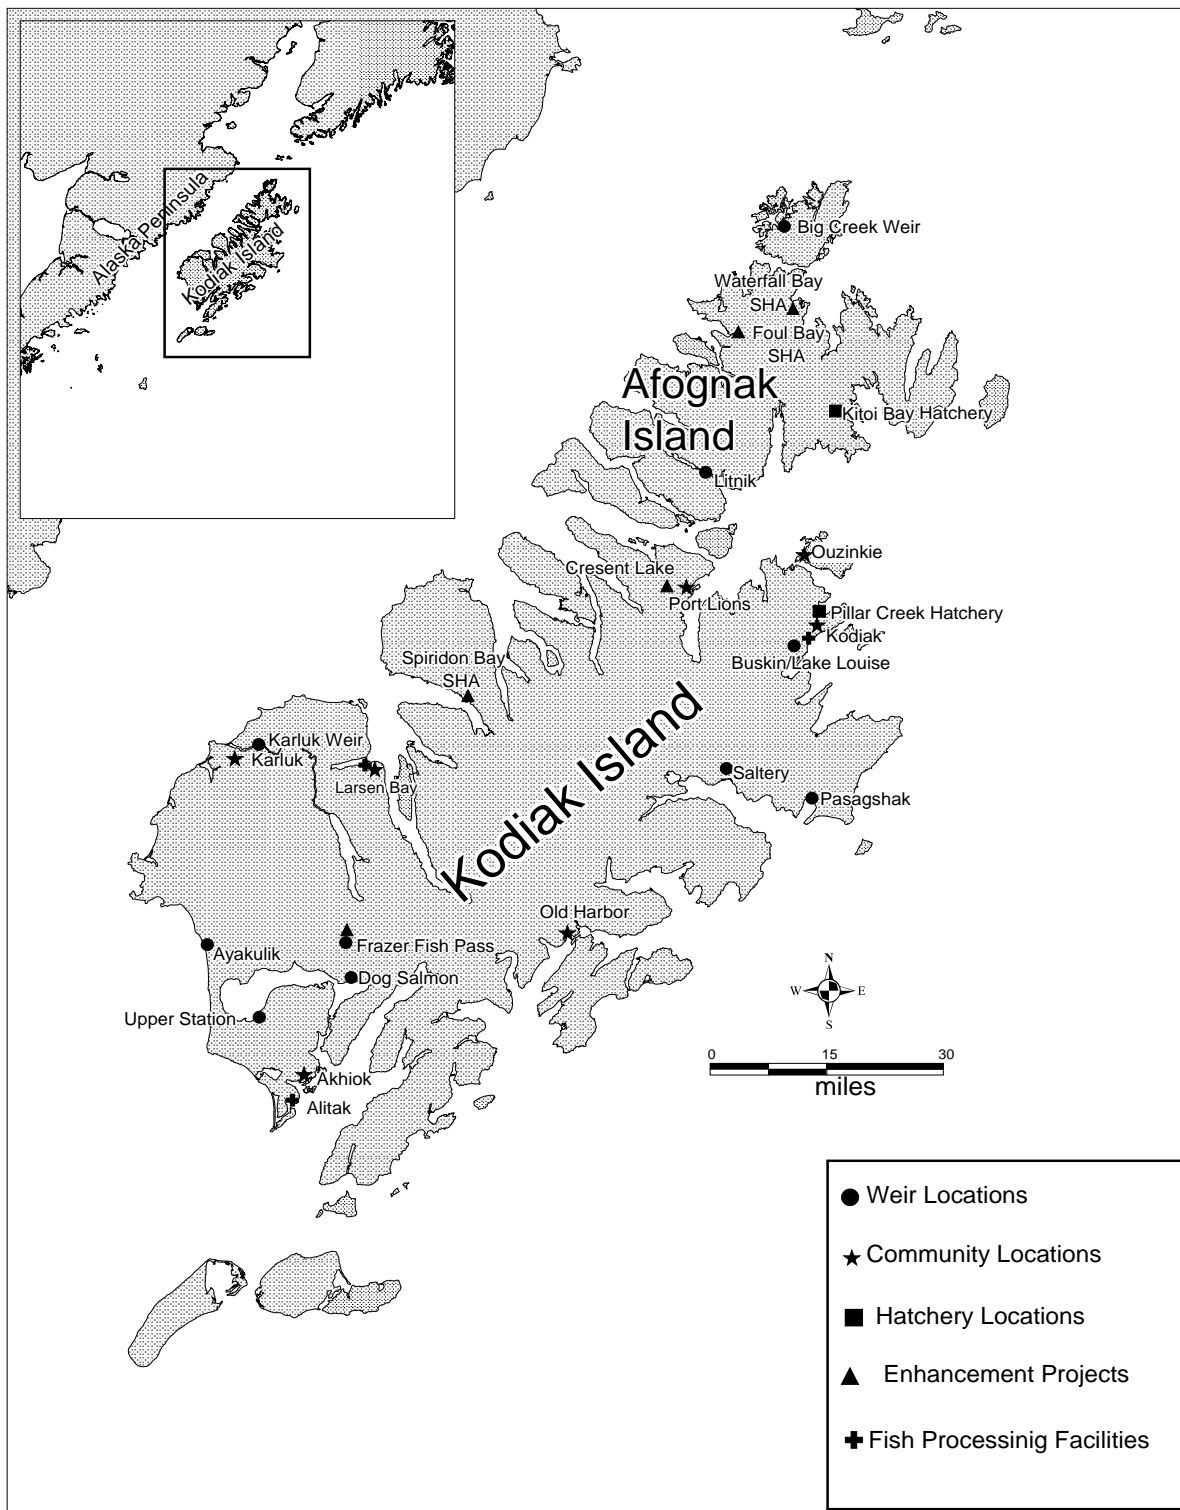 Alaska Peninsula
Kodiak Island
Big Creek Weir
Waterfall Bay
SHA
Foul Bay
SHA
Afognak
Island
Kitoi Bay Hatchery
Litnik
Ouzinkie
Cresent Lake
Port Lions
Pillar Creek Hatchery
Kodiak
Buskin/Lake Louise
Spiridon Bay
SHA
Kodiak Island
Karluk Weir
Karluk
Larsen Bay
Saltery
Pasagshak
Old Harbor
Ayakulik
Frazer Fish Pass
Dog Salmon
Upper Station
Akhiok
Alitak
N
W E
S
0 15 30
miles
Weir Locations
Community Locations
Hatchery Locations
Enhancement Projects
Fish Processinig Facilities